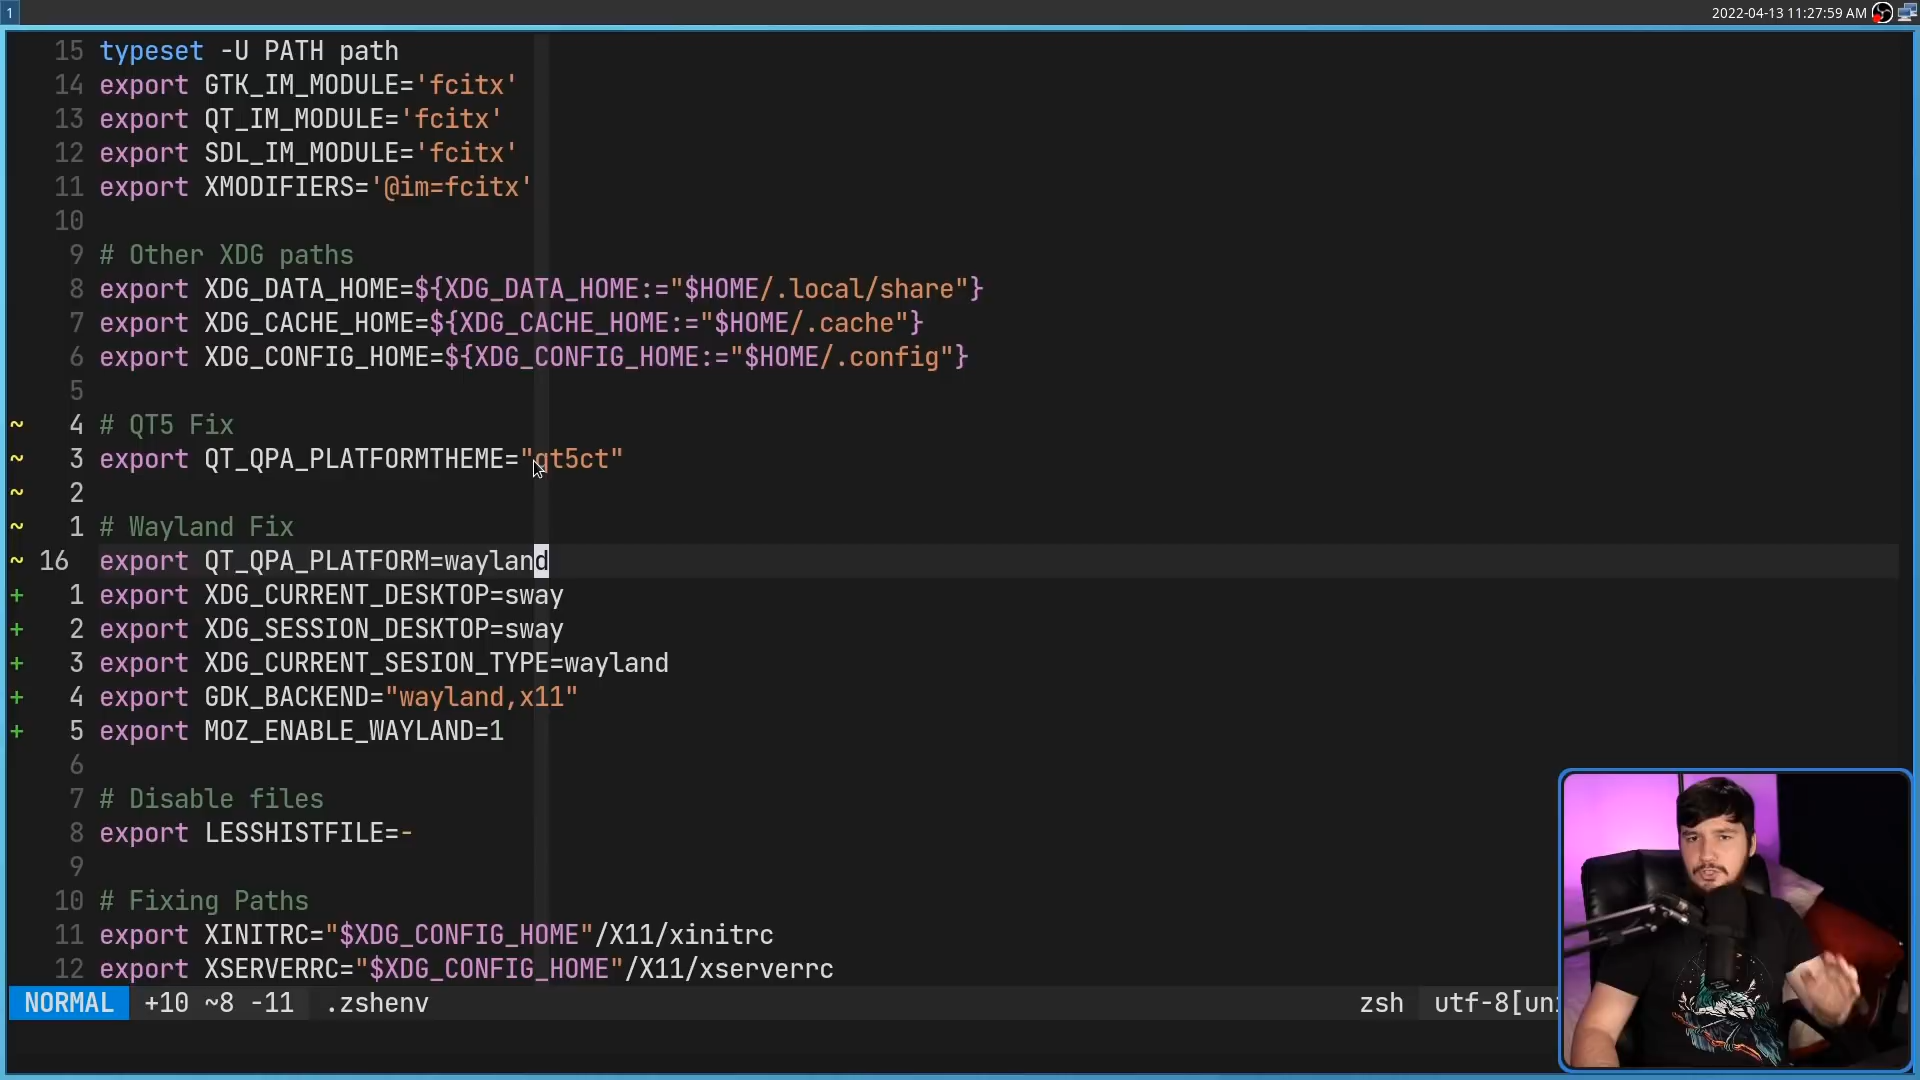 1
2022-04-13 11:27:59 AM
15 typeset -U PATH path
14 export GTK_IM_MODULE='fcitx'
13 export QT_IM_MODULE='fcitx'
12 export SDL_IM_MODULE='fcitx'
11 export XMODIFIERS='@im=fcitx'
10
9 # Other XDG paths
8 export XDG_DATA_HOME=${XDG_DATA_HOME:="$HOME/.local/share"}
7 export XDG_CACHE_HOME=${XDG_CACHE_HOME:="$HOME/.cache"}
6 export XDG_CONFIG_HOME=${XDG_CONFIG_HOME:="$HOME/.config"}
5
~ 4 # QT5 Fix
~ 3 export QT_QPA_PLATFORMTHEME="qt5ct"
~ 2
~ 1 # Wayland Fix
~ 16 export QT_QPA_PLATFORM=wayland
+ 1 export XDG_CURRENT_DESKTOP=sway
+ 2 export XDG_SESSION_DESKTOP=sway
+ 3 export XDG_CURRENT_SESION_TYPE=wayland
+ 4 export GDK_BACKEND="wayland,x11"
+ 5 export MOZ_ENABLE_WAYLAND=1
6
7 # Disable files
8 export LESSHISTFILE=-
9
10 # Fixing Paths
11 export XINITRC="$XDG_CONFIG_HOME"/X11/xinitrc
12 export XSERVERRC="$XDG_CONFIG_HOME"/X11/xserverrc
NORMAL +10 ~8 -11 .zshenv zsh utf-8[uni